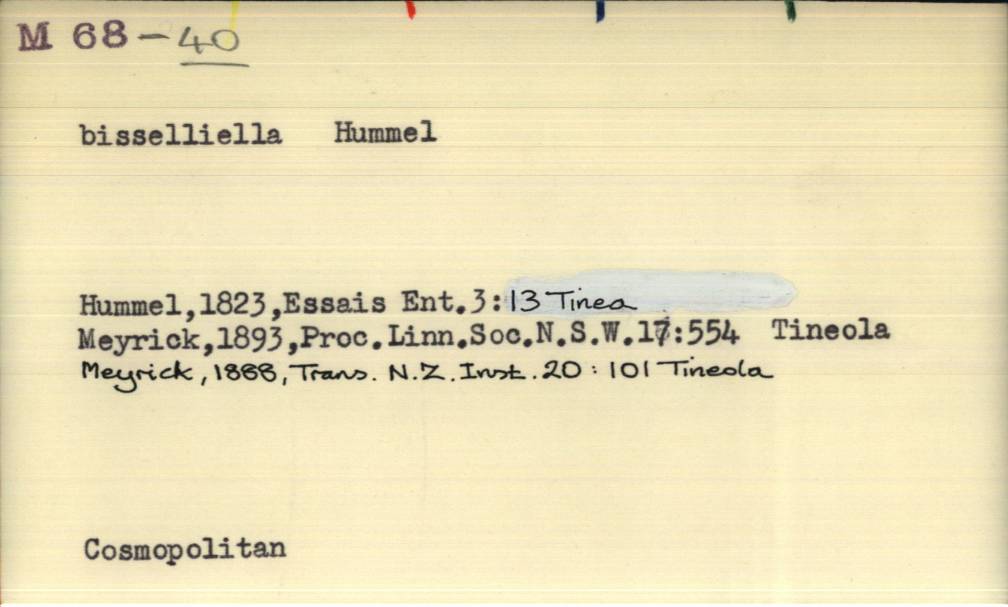 M 68-40
bisselliella Hummel
Hummel,1823,Essais Ent.3:13 Tinea
Meyrick,1893,Proc.Linn.Soc.N.S.W.17:554 Tineola
Meyrick, 1888, Trans. N.Z. Inst. 20: 101 Tineola
Cosmopolitan